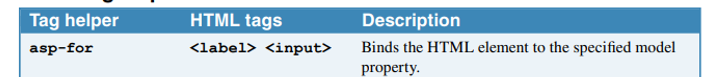 Tag helper HTML tags Description
asp-for <label> <input> Binds the HTML element to the specified model
property.